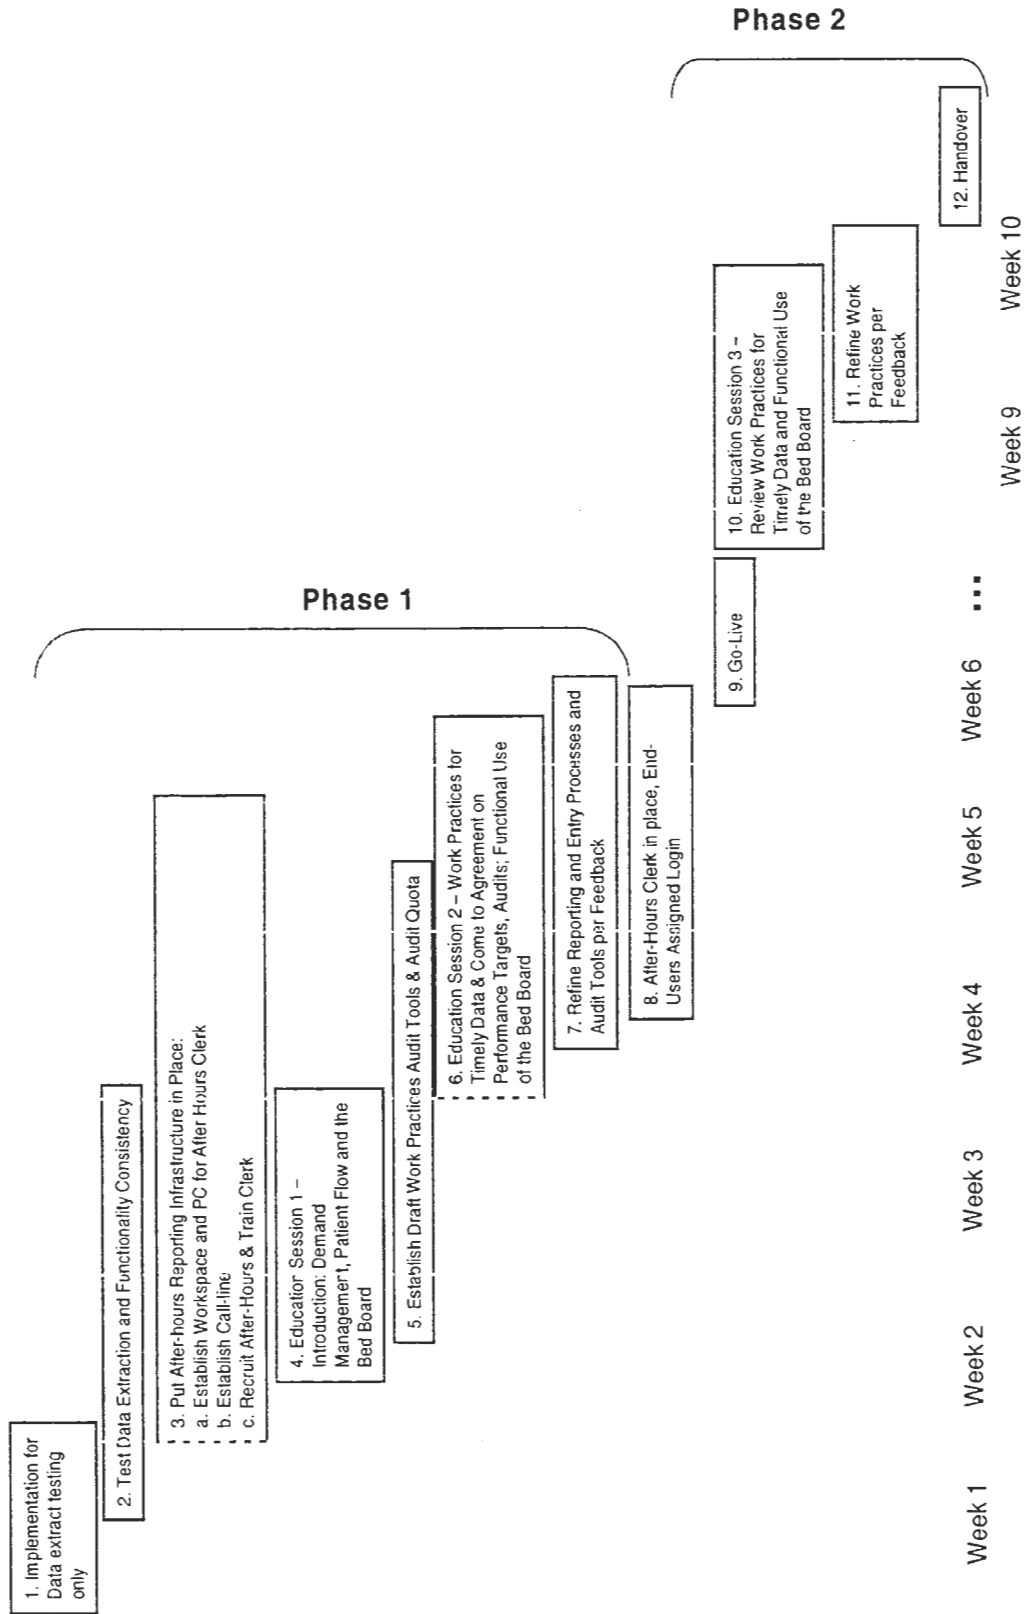 1. Implementation for
Data extract testing
only
2. Test Data Extraction and Functionality Consistency
3. Put After-hours Reporting Infrastructure in Place:
a. Establish Workspace and PC for After Hours Clerk
b. Establish Call-line
c. Recruit After-Hours & Train Clerk
4. Education Session 1 –
Introduction: Demand
Management, Patient Flow and the
Bed Board
5. Establish Draft Work Practices Audit Tools & Audit Quota
6. Education Session 2 – Work Practices for
Timely Data & Come to Agreement on
Performance Targets, Audits; Functional Use
of the Bed Board
7. Refine Reporting and Entry Processes and
Audit Tools per Feedback
8. After-Hours Clerk in place, End-
Users Assigned Login
Phase 1
9. Go-Live
10. Education Session 3 –
Review Work Practices for
Timely Data and Functional Use
of the Bed Board
11. Refine Work
Practices per
Feedback
12. Handover
Phase 2
Week 1
Week 2
Week 3
Week 4
Week 5
Week 6
...
Week 9
Week 10